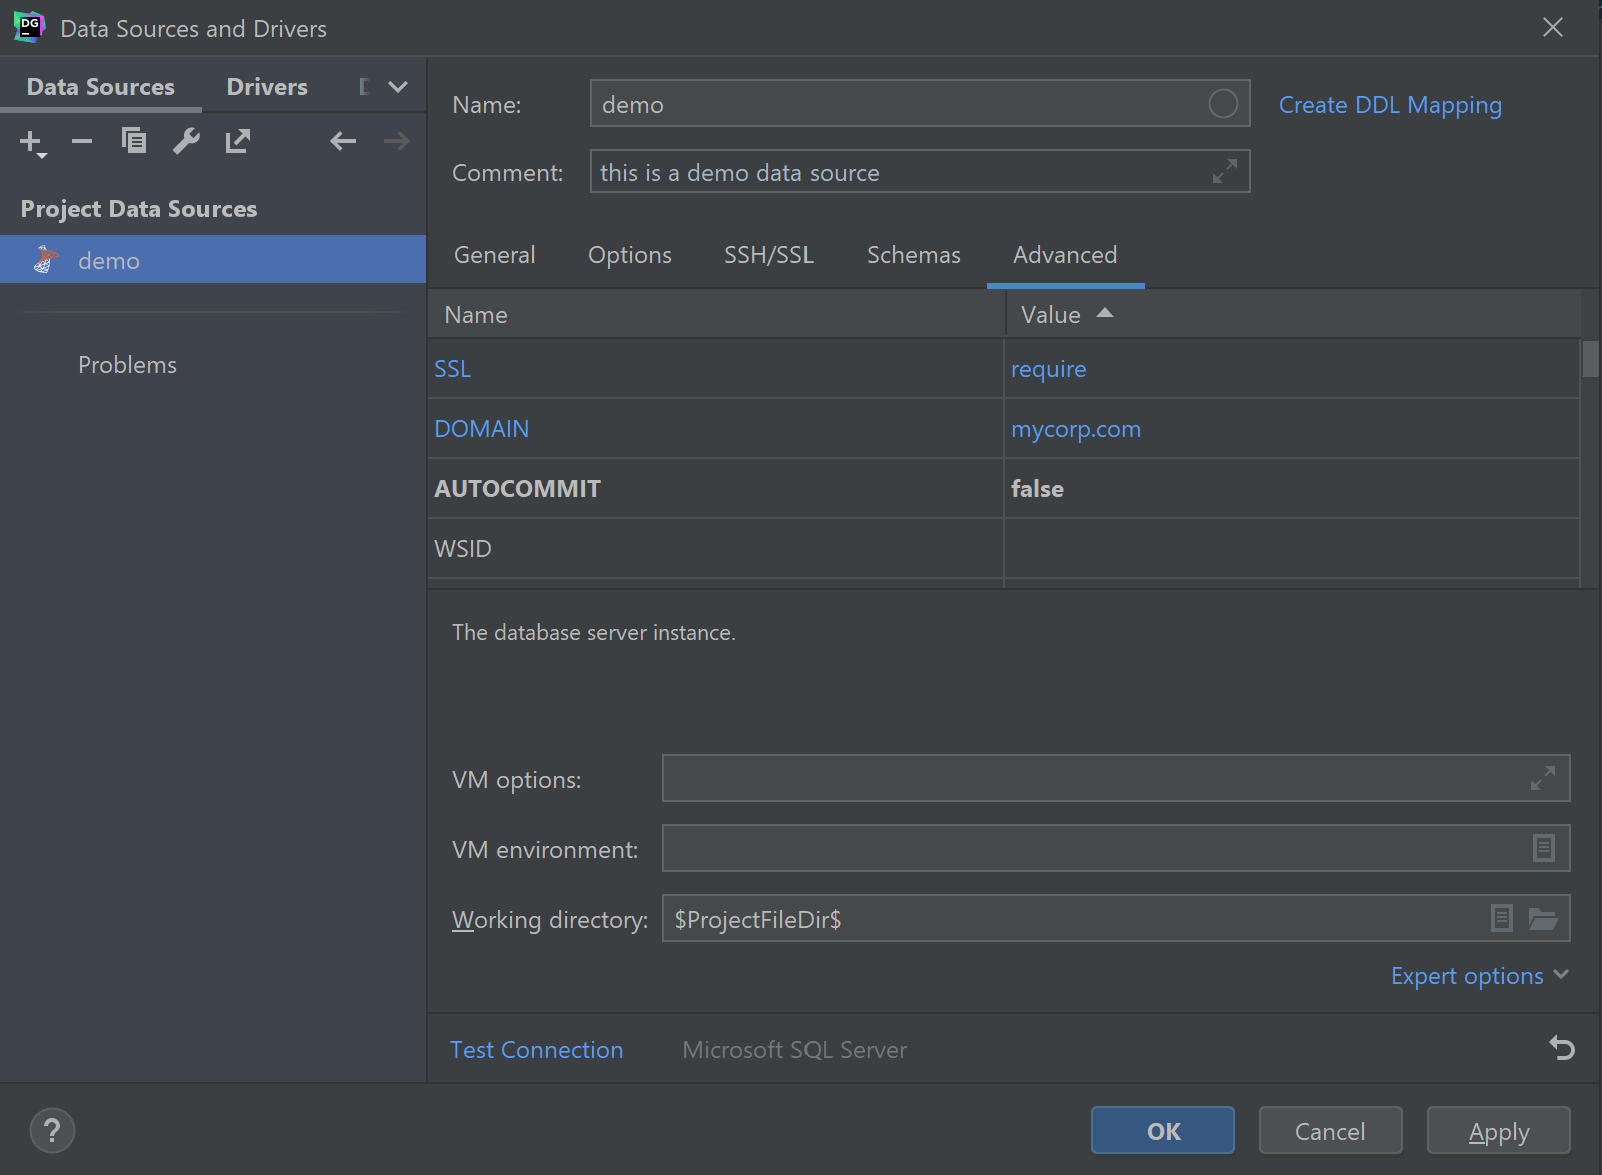 DG
Data Sources and Drivers
Data Sources
Drivers
Project Data Sources
demo
Problems
Name: demo
Create DDL Mapping
Comment: this is a demo data source
General Options SSH/SSL Schemas Advanced
Name Value
SSL require
DOMAIN mycorp.com
AUTOCOMMIT false
WSID
The database server instance.
VM options:
VM environment:
Working directory: $ProjectFileDir$
Expert options
Test Connection Microsoft SQL Server
?
OK Cancel Apply